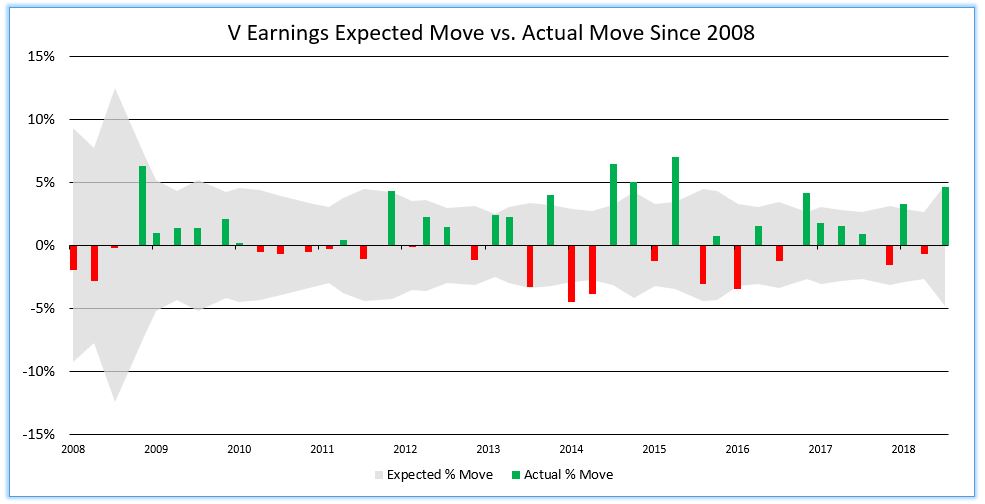 V Earnings Expected Move vs. Actual Move Since 2008
15%
10%
5%
0%
-5%
-10%
-15%
2008 2009 2010 2011 2012 2013 2014 2015 2016 2017 2018
Expected % Move Actual % Move